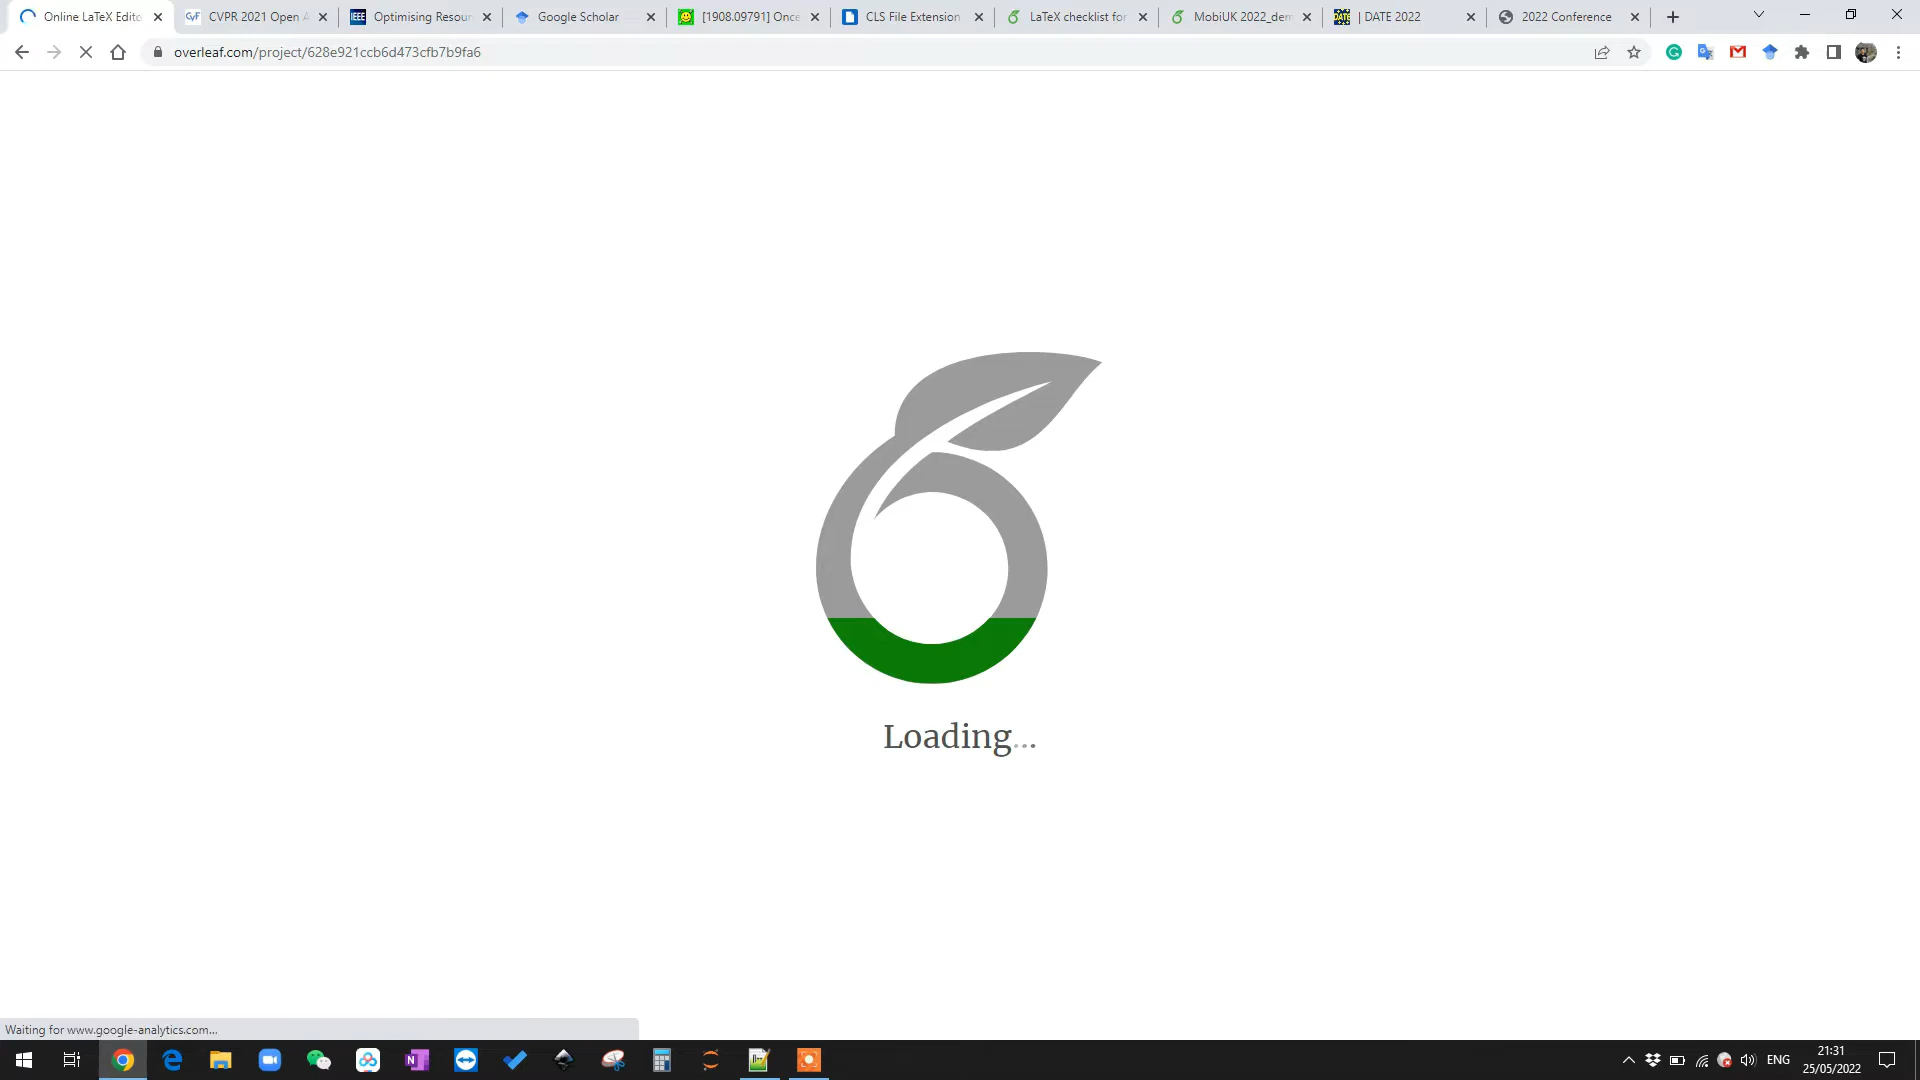 Online LaTeX Edito
CVPR 2021 Open A
IEEE
Optimising Resour
Google Scholar
[1908.09791] Once
CLS File Extension
LaTeX checklist for
MobiUK 2022_dem
DATE
| DATE 2022
2022 Conference
overleaf.com/project/628e921ccb6d473cfb7b9fa6
Loading...
Waiting for www.google-analytics.com...
ENG
21:31
25/05/2022